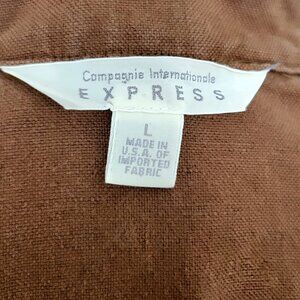 Compagnie Internationale
EXPRESS
L
MADE IN
U.S.A. OF
IMPORTED
FABRIC